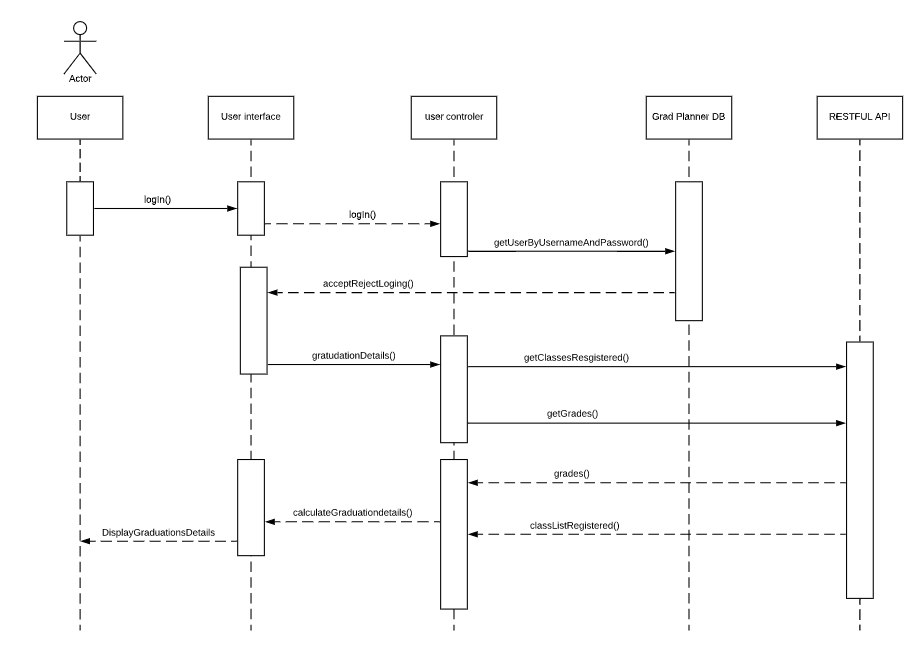 Actor
User
User interface
user controler
Grad Planner DB
RESTFUL API
logIn()
logIn()
getUserByUsernameAndPassword()
acceptRejectLoging()
gratudationDetails()
getClassesResgistered()
getGrades()
grades()
calculateGraduationdetails()
classListRegistered()
DisplayGraduationsDetails